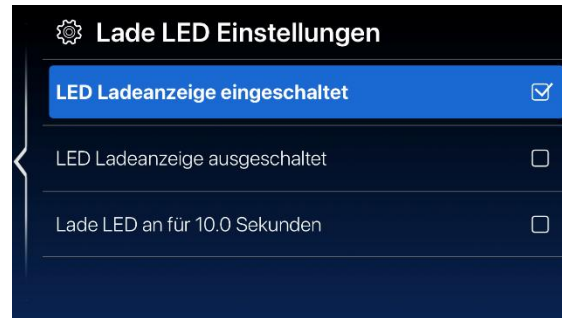 Lade LED Einstellungen
LED Ladeanzeige eingeschaltet
LED Ladeanzeige ausgeschaltet
Lade LED an für 10.0 Sekunden